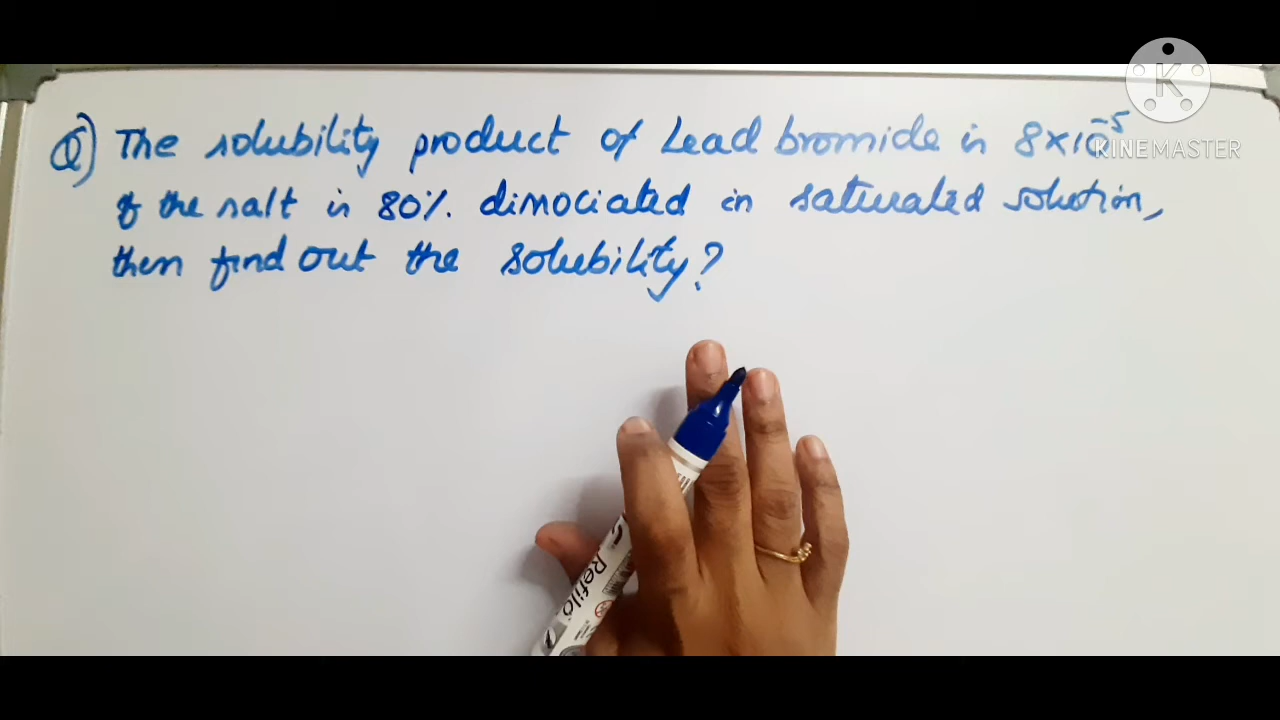 Q) The solubility product of Lead bromide is 8×10⁻⁵
If the salt is 80% dissociated in saturated solution,
then find out the solubility?
K
KINEMASTER
Refilo